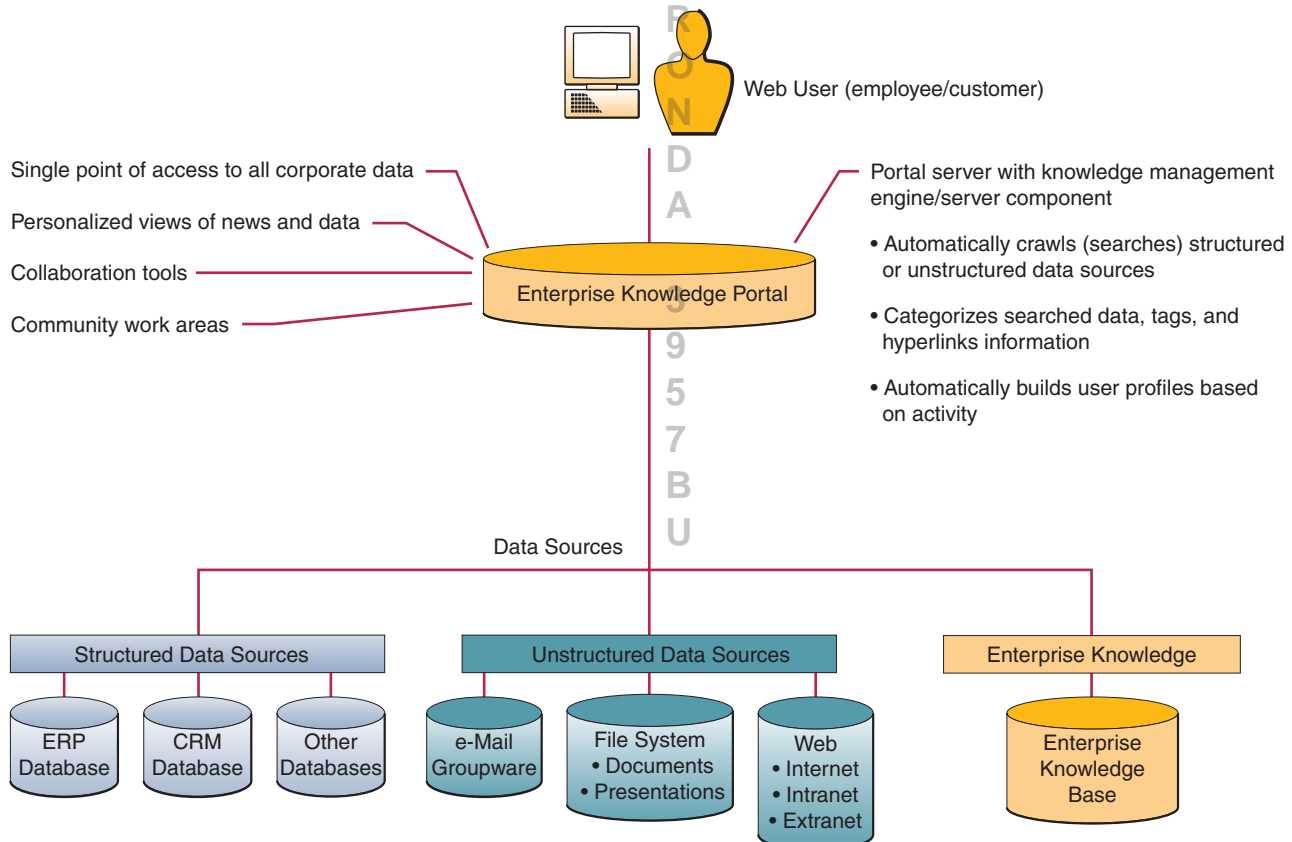 Web User (employee/customer)
Single point of access to all corporate data
Personalized views of news and data
Collaboration tools
Community work areas
Portal server with knowledge management
engine/server component
• Automatically crawls (searches) structured
or unstructured data sources
• Categorizes searched data, tags, and
hyperlinks information
• Automatically builds user profiles based
on activity
Enterprise Knowledge Portal
Data Sources
Structured Data Sources
ERP
Database
CRM
Database
Other
Databases
Unstructured Data Sources
e-Mail
Groupware
File System
• Documents
• Presentations
Web
• Internet
• Intranet
• Extranet
Enterprise Knowledge
Enterprise
Knowledge
Base
RONDA 3957BU